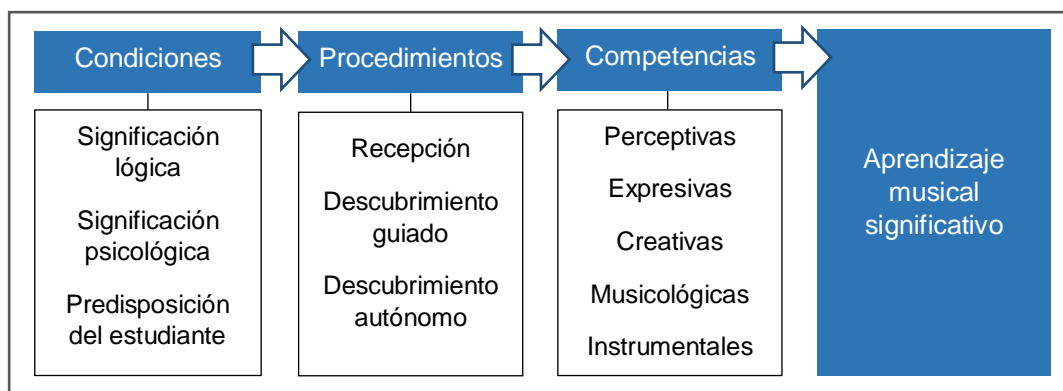 Condiciones
Procedimientos
Competencias
Significación
lógica
Significación
psicológica
Predisposición
del estudiante
Recepción
Descubrimiento
guiado
Descubrimiento
autónomo
Perceptivas
Expresivas
Creativas
Musicológicas
Instrumentales
Aprendizaje
musical
significativo